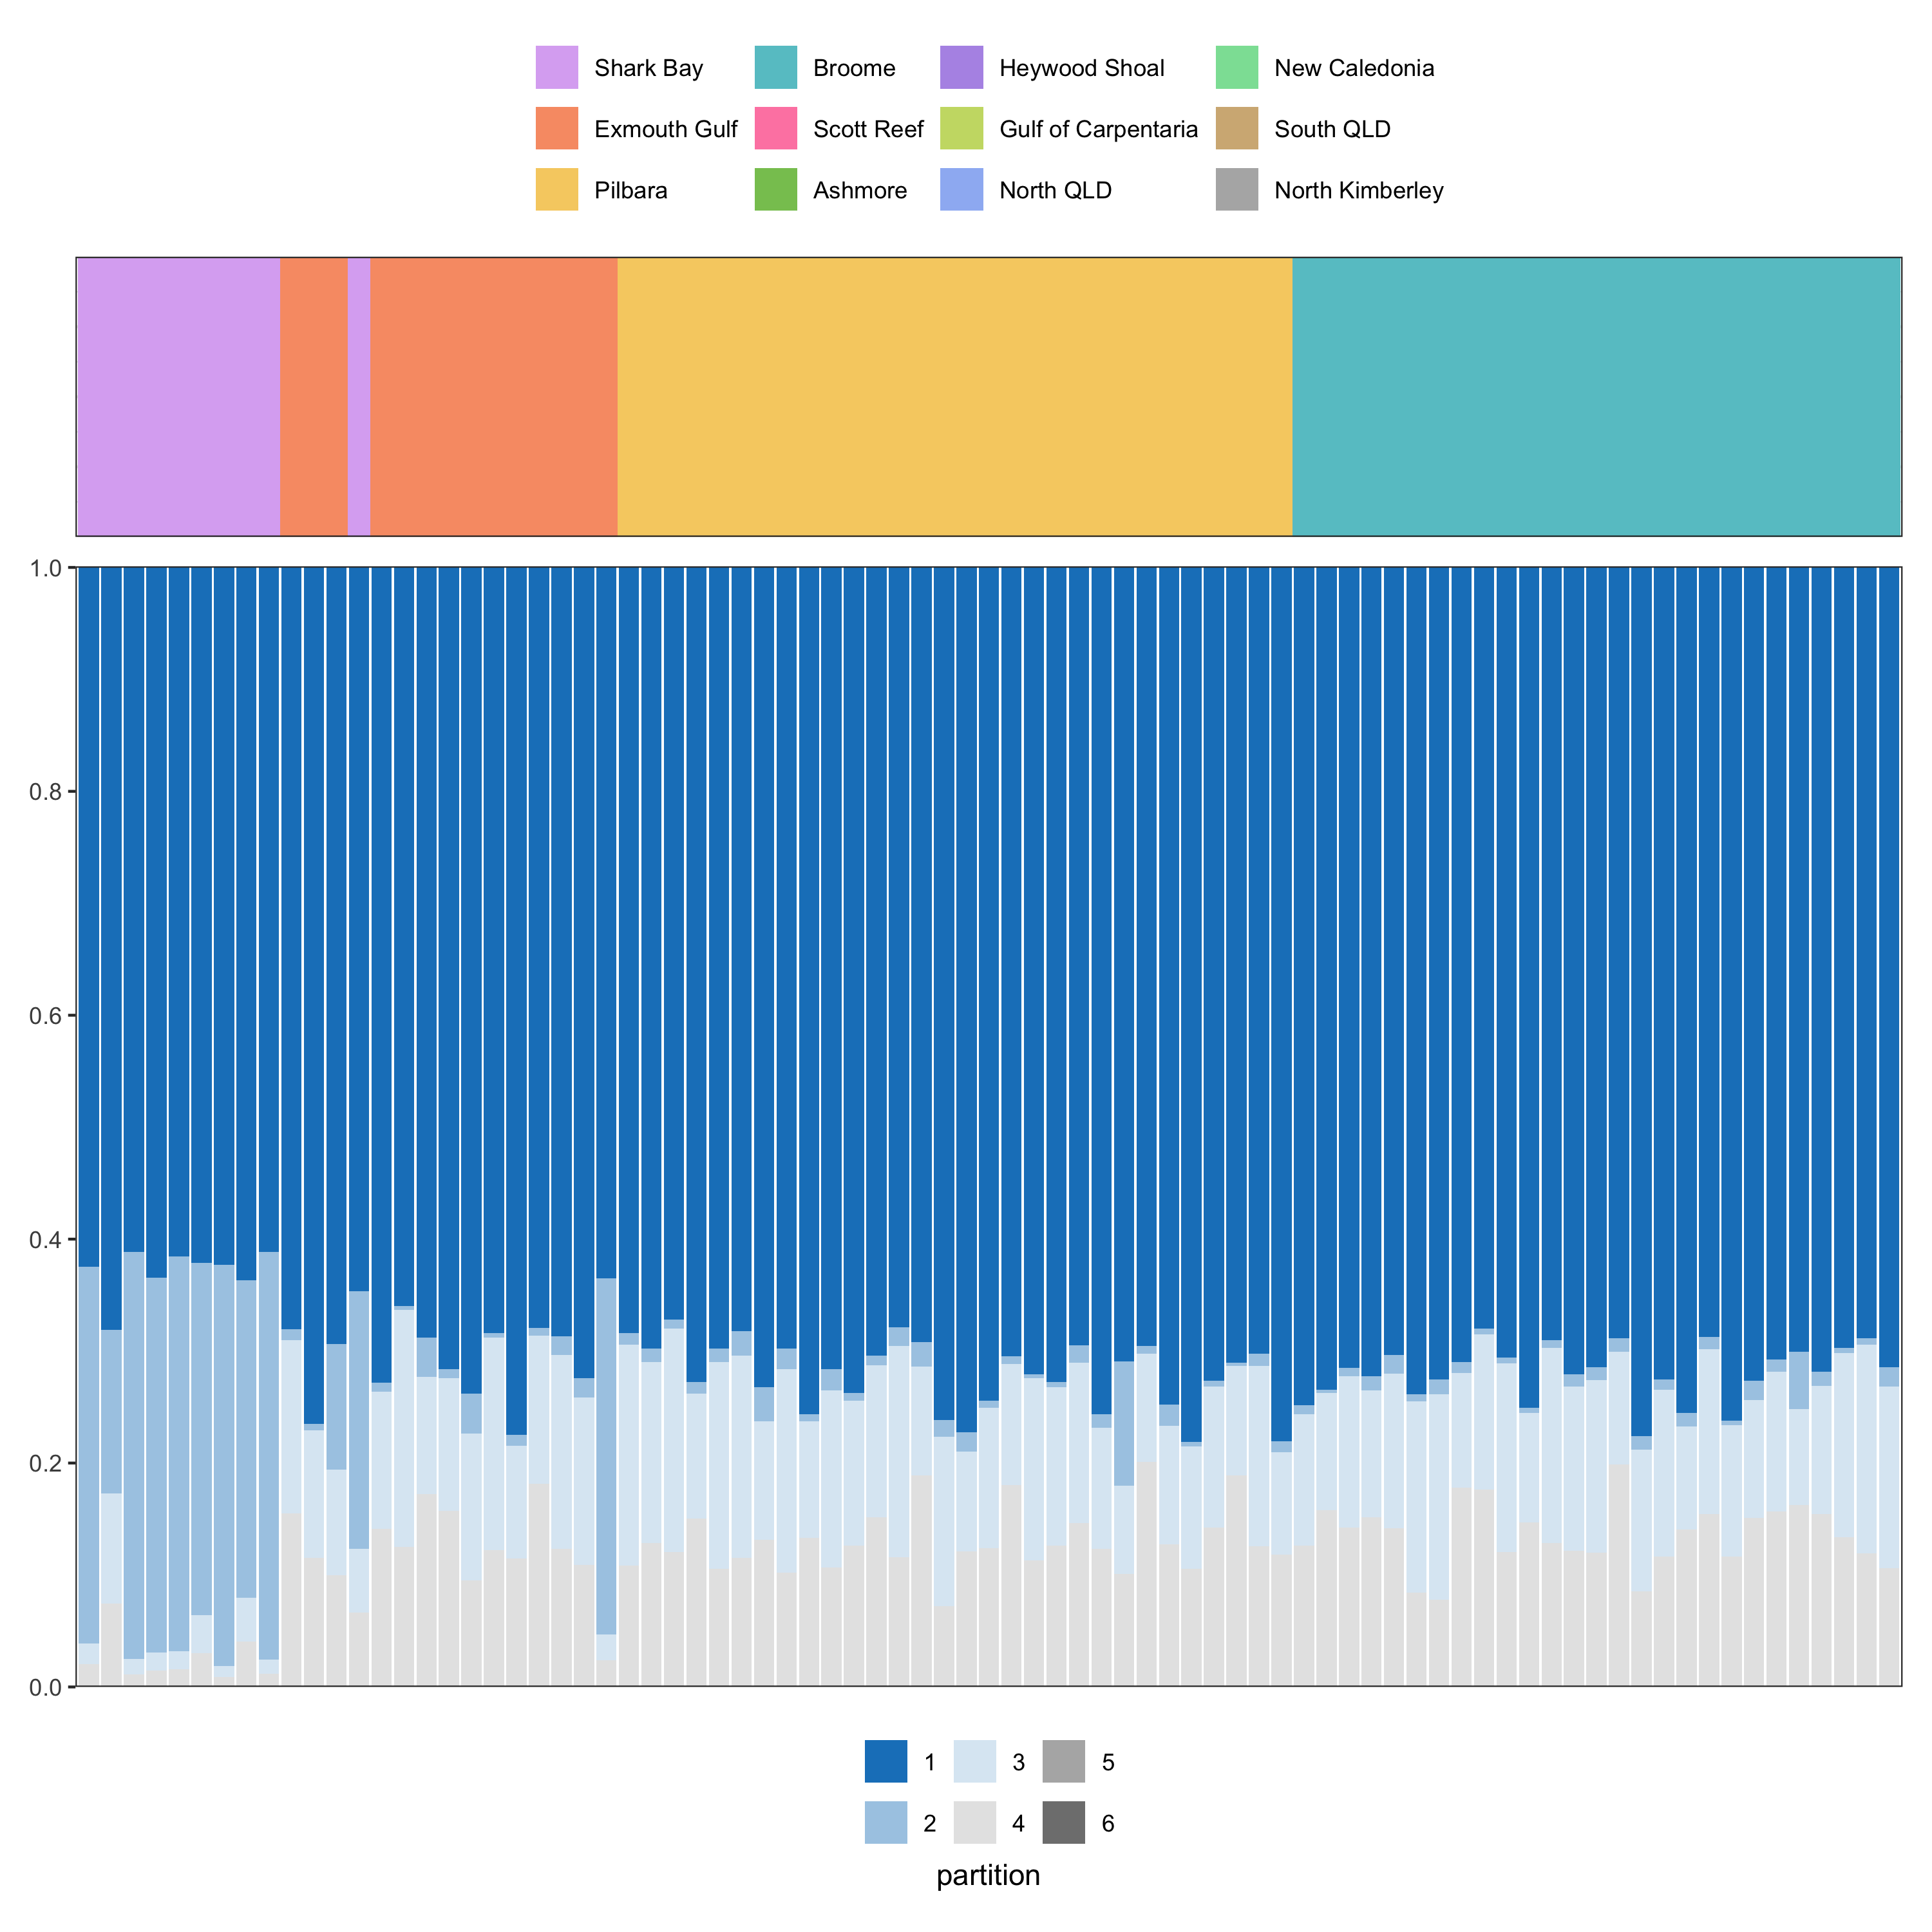 Shark Bay Broome Heywood Shoal New Caledonia
Exmouth Gulf Scott Reef Gulf of Carpentaria South QLD
Pilbara Ashmore North QLD North Kimberley
1.0
0.8
0.6
0.4
0.2
0.0
1 3 5
2 4 6
partition